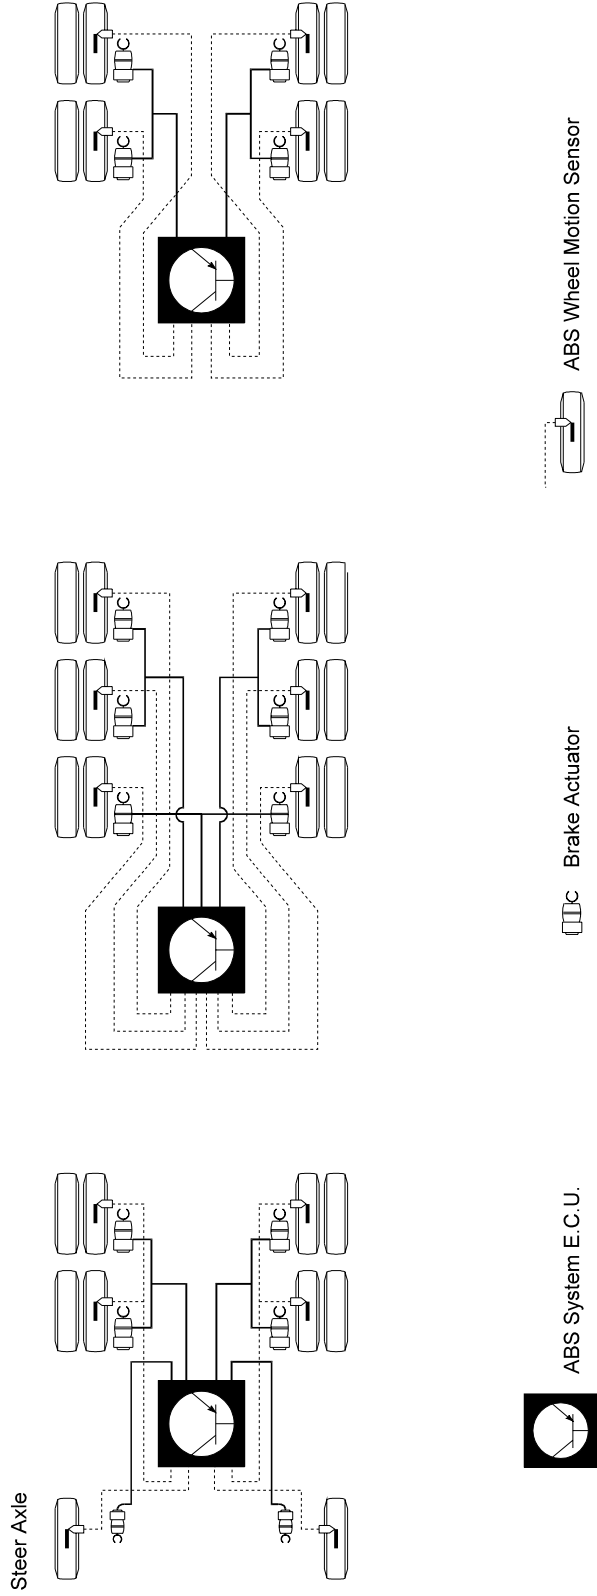 Steer Axle
ABS System E.C.U.
Brake Actuator
ABS Wheel Motion Sensor